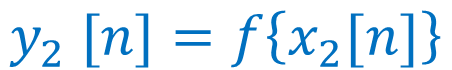 y₂ [n] = f{x₂[n]}